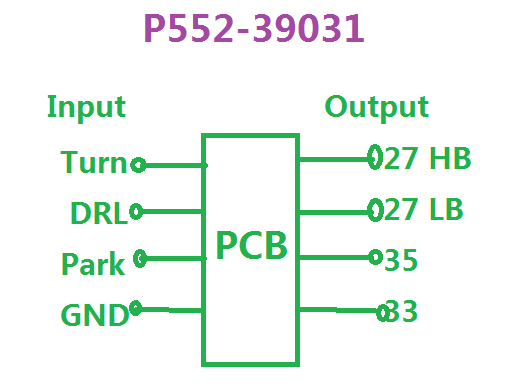 P552-39031
Input
Output
Turn
27 HB
DRL
27 LB
PCB
Park
35
GND
33